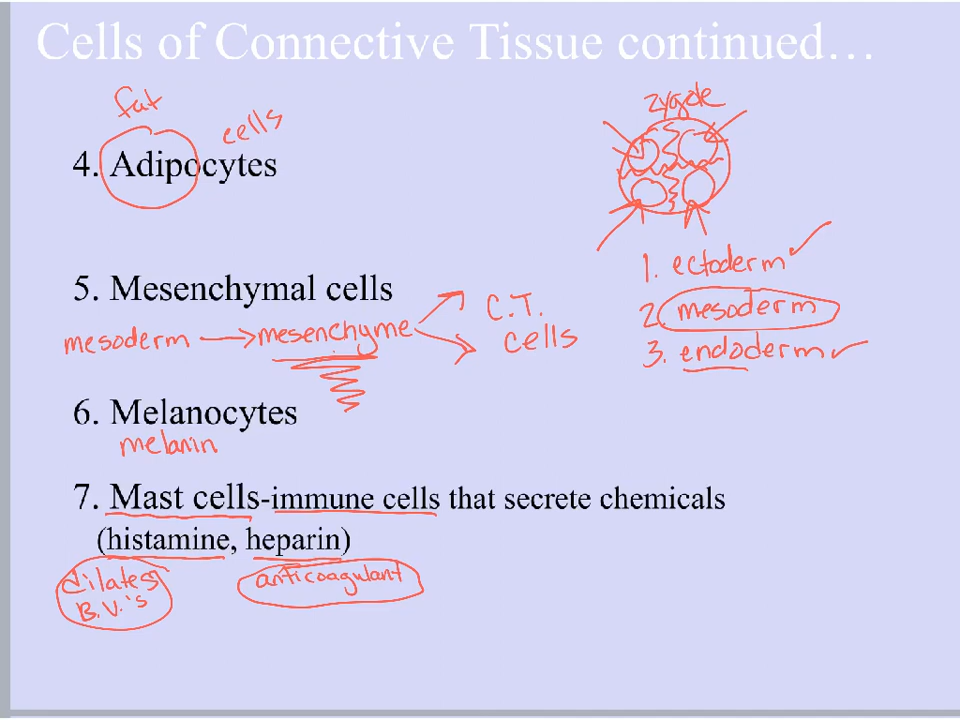 Cells of Connective Tissue continued…
fat
cells
4. Adipocytes
zygote
1. ectoderm
5. Mesenchymal cells
2. mesoderm
mesoderm → mesenchyme
C.T.
cells
3. endoderm
6. Melanocytes
melanin
7. Mast cells-immune cells that secrete chemicals
(histamine, heparin)
dilates
B.V.'s
anticoagulant